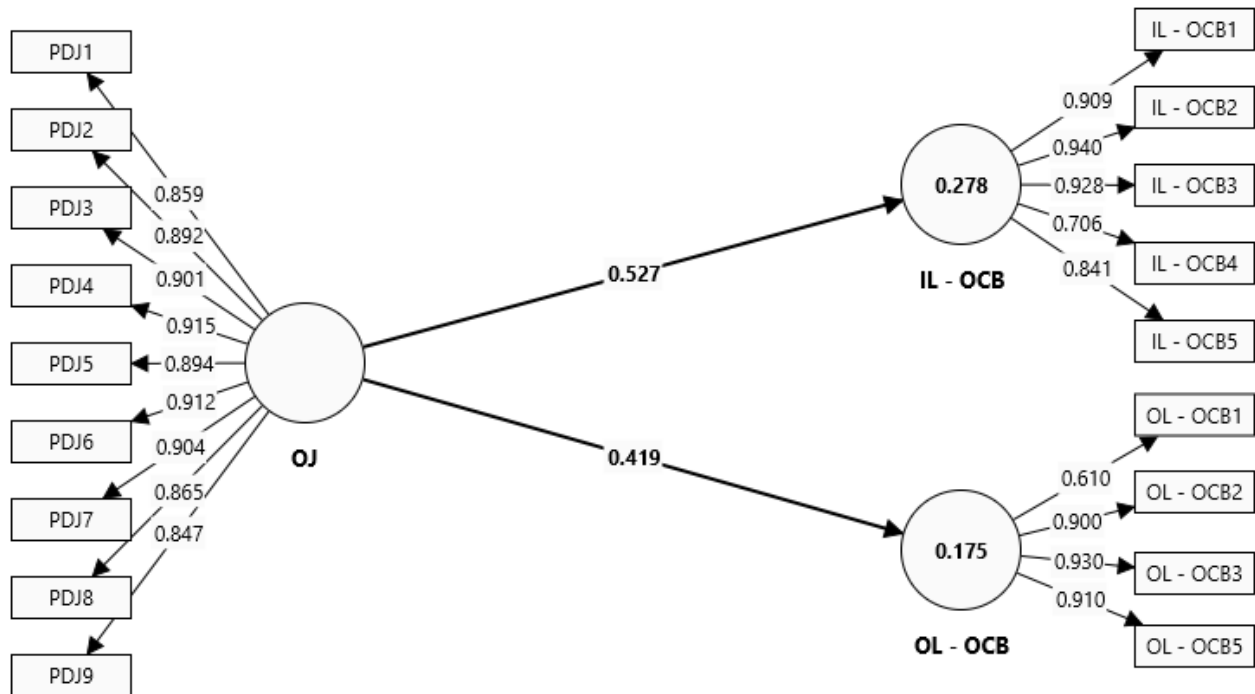 PDJ1
PDJ2
PDJ3
PDJ4
PDJ5
PDJ6
PDJ7
PDJ8
PDJ9
0.859
0.892
0.901
0.915
0.894
0.912
0.904
0.865
0.847
OJ
0.527
0.419
0.278
IL - OCB
0.175
OL - OCB
0.909
0.940
0.928
0.706
0.841
0.610
0.900
0.930
0.910
IL - OCB1
IL - OCB2
IL - OCB3
IL - OCB4
IL - OCB5
OL - OCB1
OL - OCB2
OL - OCB3
OL - OCB5